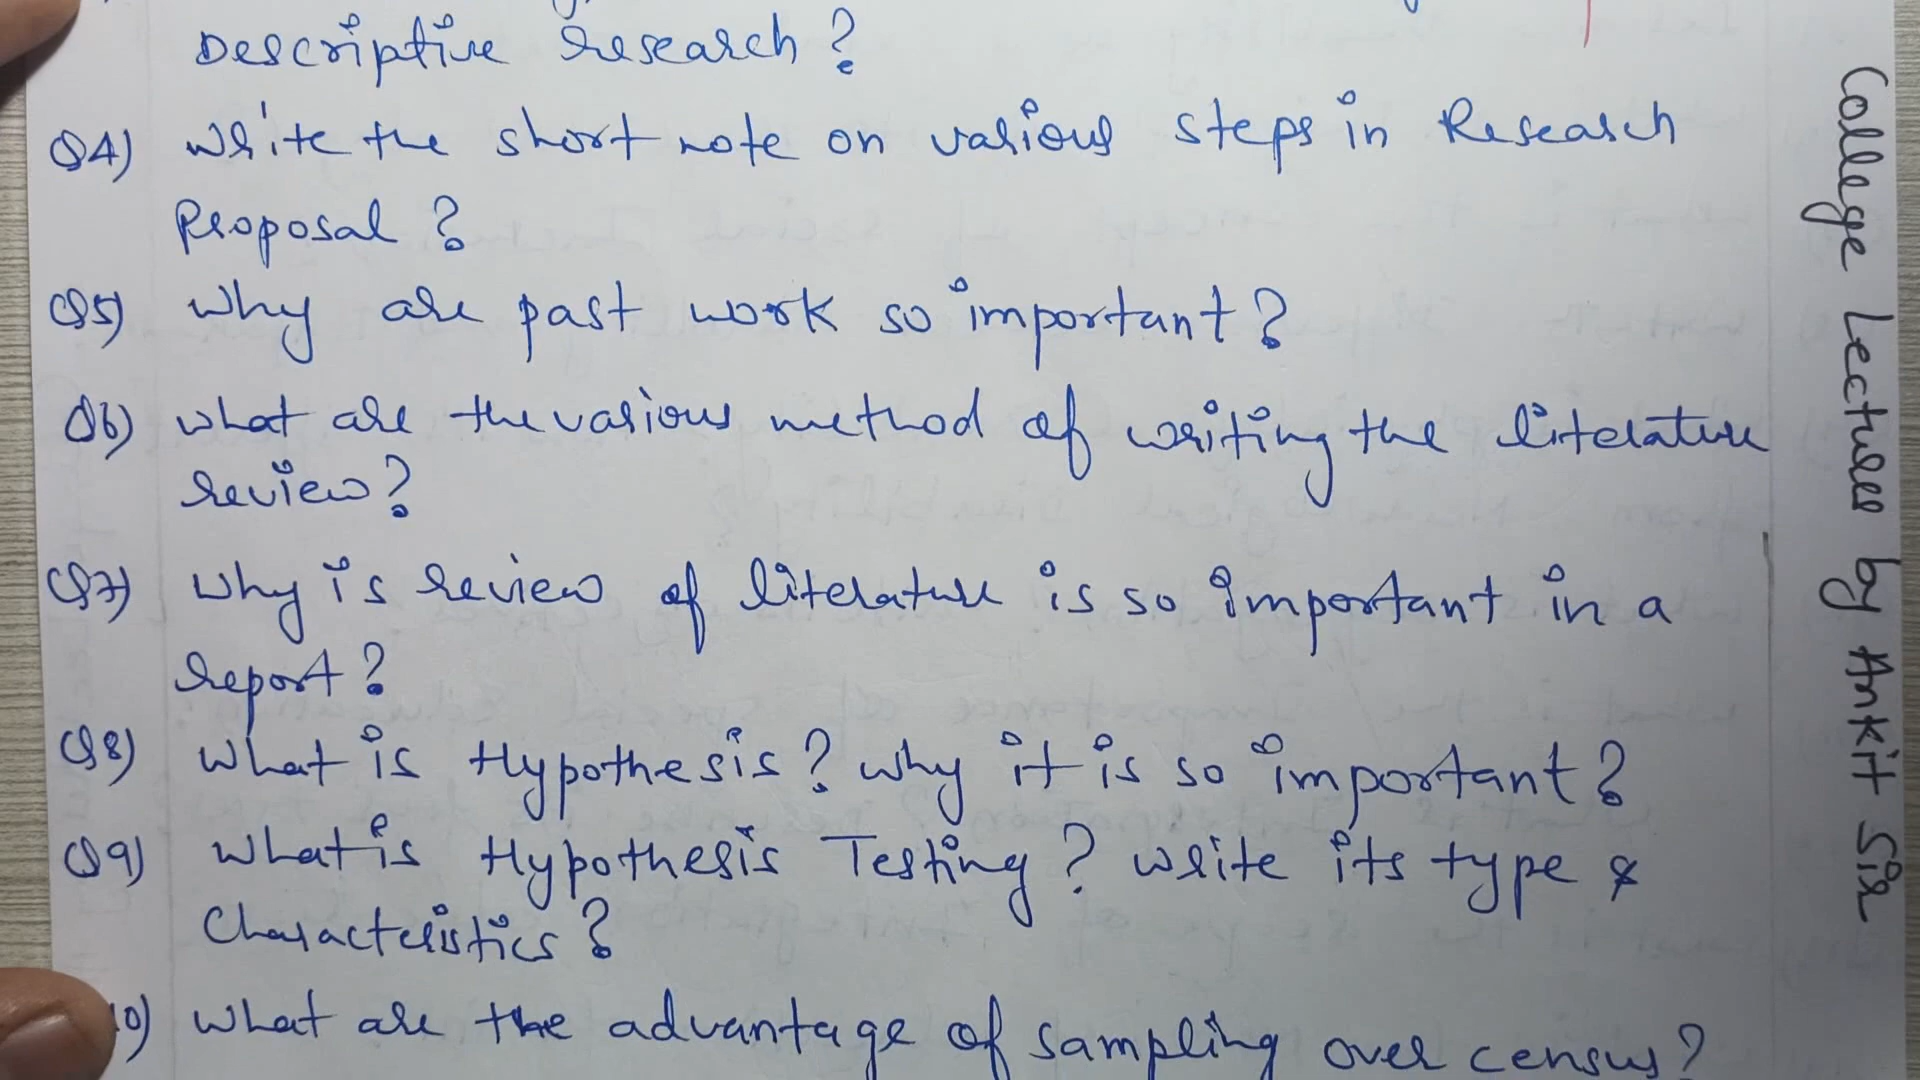 Descriptive research?
Q4) Write the short note on various steps in Research
Proposal?
Q5) Why are past work so important?
Q6) What are the various method of writing the literature
review?
Q7) Why is review of literature is so important in a
report?
Q8) What is Hypothesis? Why it is so important?
Q9) What is Hypothesis Testing? Write its type &
Characteristics?
10) What are the advantage of sampling over census?
College Lectures by Ankit Sir